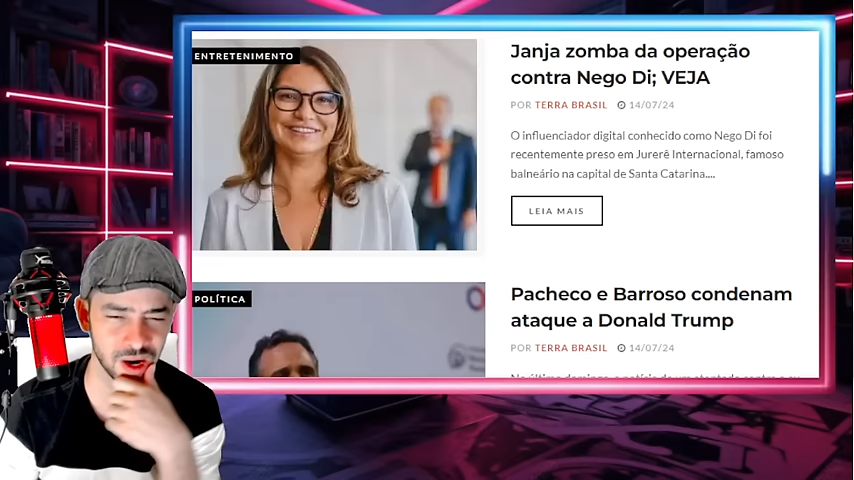 ENTRETENIMENTO
Janja zomba da operação
contra Nego Di; VEJA
POR TERRA BRASIL 14/07/24
O influenciador digital conhecido como Nego Di foi
recentemente preso em Jurerê Internacional, famoso
balneário na capital de Santa Catarina....
LEIA MAIS
POLÍTICA
Pacheco e Barroso condenam
ataque a Donald Trump
POR TERRA BRASIL 14/07/24